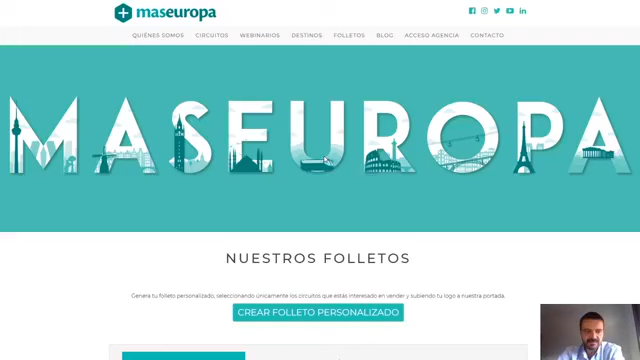 maseuropa
QUIÉNES SOMOS CIRCUITOS WEBINARIOS DESTINOS FOLLETOS BLOG ACCESO AGENCIA CONTACTO
MASEUROPA
NUESTROS FOLLETOS
Genera tu folleto personalizado, seleccionando únicamente los circuitos que estás interesado en vender y subiendo tu logo a nuestra portada.
CREAR FOLLETO PERSONALIZADO